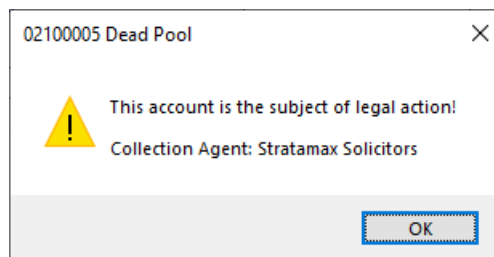 02100005 Dead Pool
This account is the subject of legal action!
Collection Agent: Stratamax Solicitors
OK